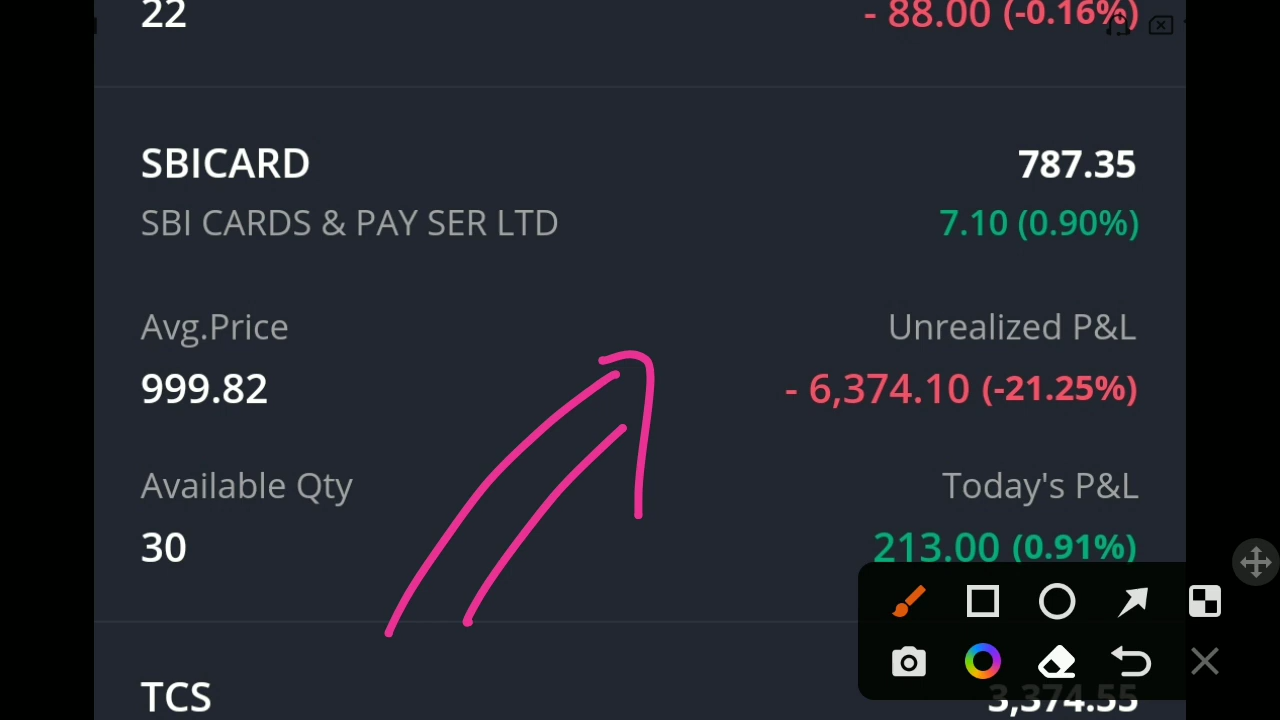 22 - 88.00 (-0.16%)
SBICARD 787.35
SBI CARDS & PAY SER LTD 7.10 (0.90%)
Avg.Price Unrealized P&L
999.82 - 6,374.10 (-21.25%)
Available Qty Today's P&L
30 213.00 (0.91%)
TCS 3,374.55